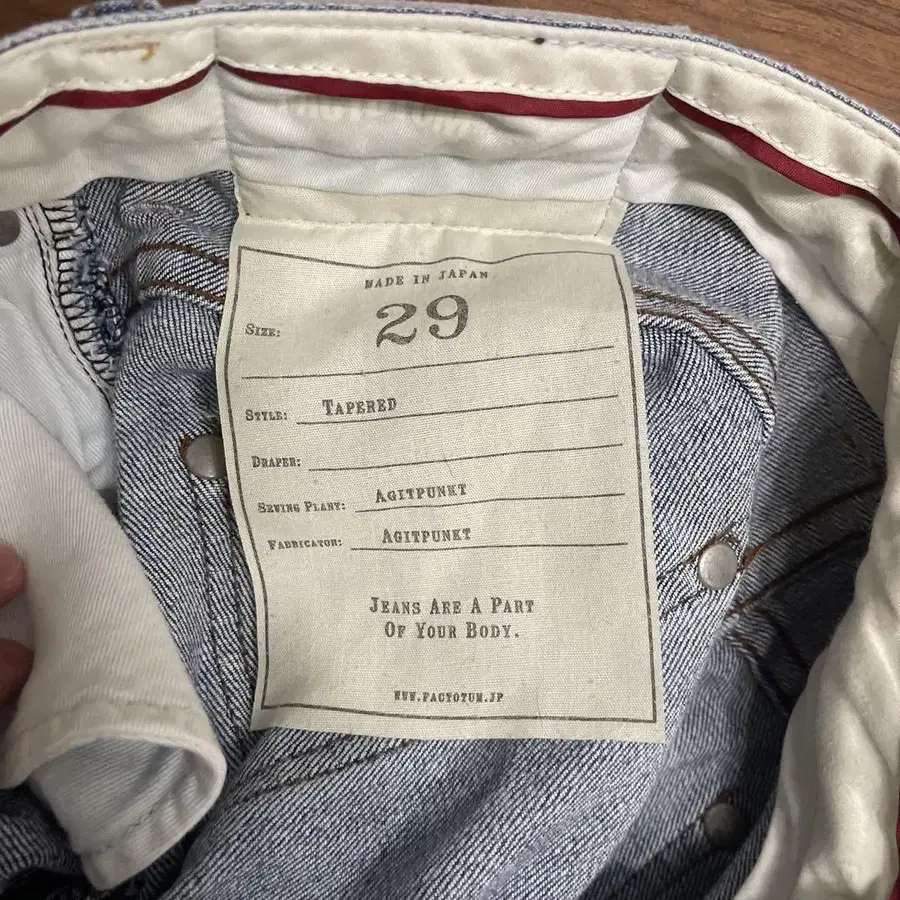 MADE IN JAPAN
SIZE: 29
STYLE: TAPERED
DRAPER:
SEWING PLANT: AGITPUNKT
FABRICATOR: AGITPUNKT
JEANS ARE A PART
OF YOUR BODY.
WWW.FACTOTUM.JP